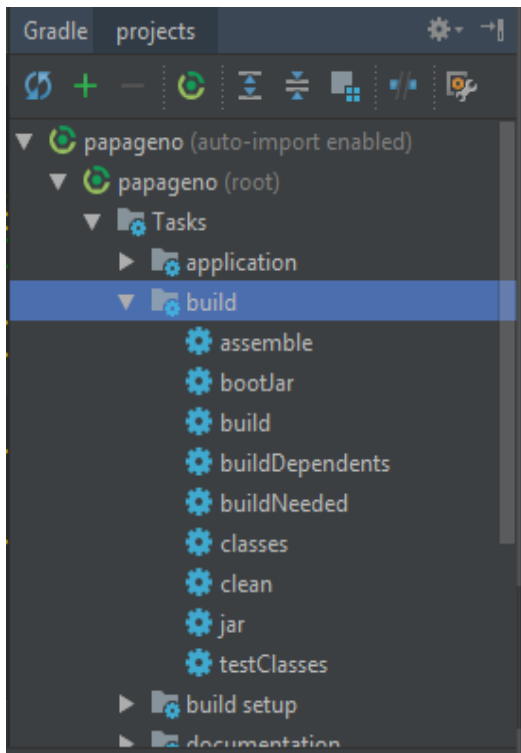 Gradle projects
papageno (auto-import enabled)
papageno (root)
Tasks
application
build
assemble
bootJar
build
buildDependents
buildNeeded
classes
clean
jar
testClasses
build setup
documentation